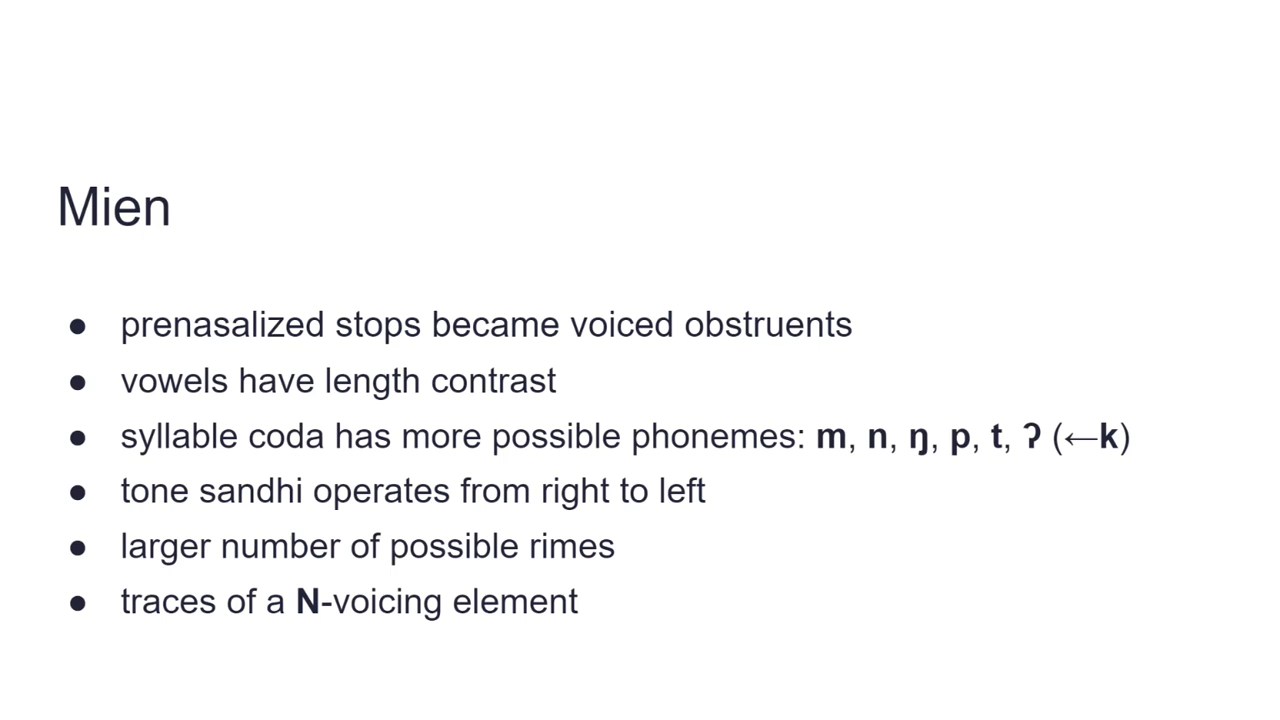 Mien
● prenasalized stops became voiced obstruents
● vowels have length contrast
● syllable coda has more possible phonemes: m, n, ŋ, p, t, ʔ (←k)
● tone sandhi operates from right to left
● larger number of possible rimes
● traces of a N-voicing element